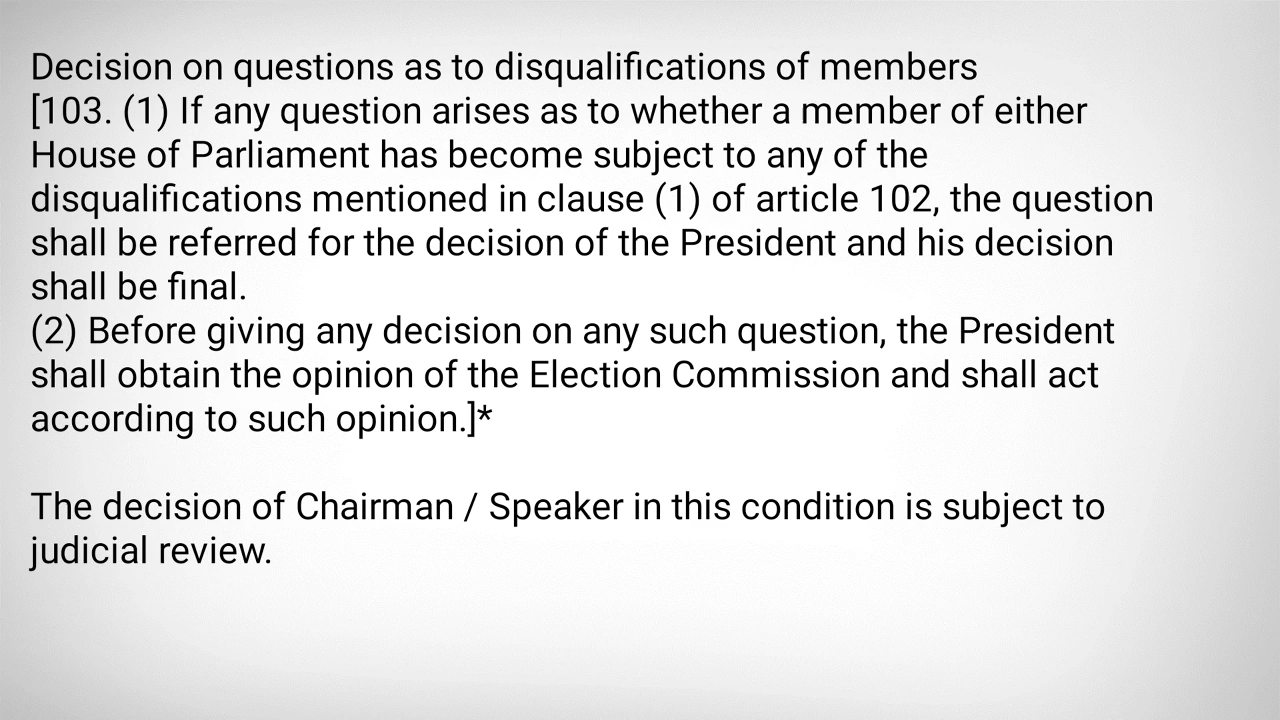 Decision on questions as to disqualifications of members
[103. (1) If any question arises as to whether a member of either
House of Parliament has become subject to any of the
disqualifications mentioned in clause (1) of article 102, the question
shall be referred for the decision of the President and his decision
shall be final.
(2) Before giving any decision on any such question, the President
shall obtain the opinion of the Election Commission and shall act
according to such opinion.]*
The decision of Chairman / Speaker in this condition is subject to
judicial review.